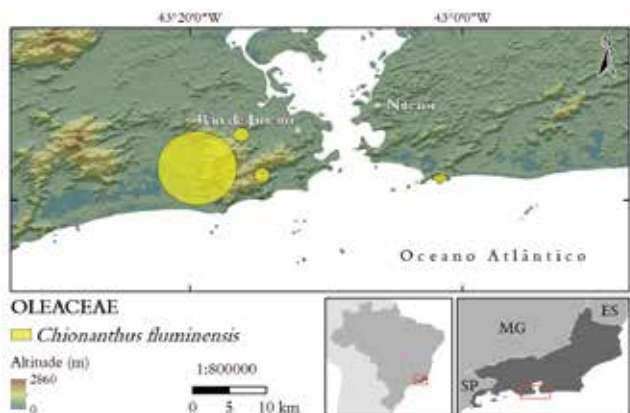 43°20'0"W 43°0'0"W
N
Niterói
Rio de Janeiro
Oceano Atlântico
OLEACEAE
Chionanthus fluminensis
Altitude (m)
2860
0
1:800000
0 5 10 km
MG
ES
SP